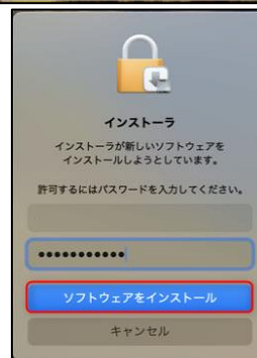 インストーラ
インストーラが新しいソフトウェアを
インストールしようとしています。
許可するにはパスワードを入力してください。
●●●●●●●●●●●
ソフトウェアをインストール
キャンセル